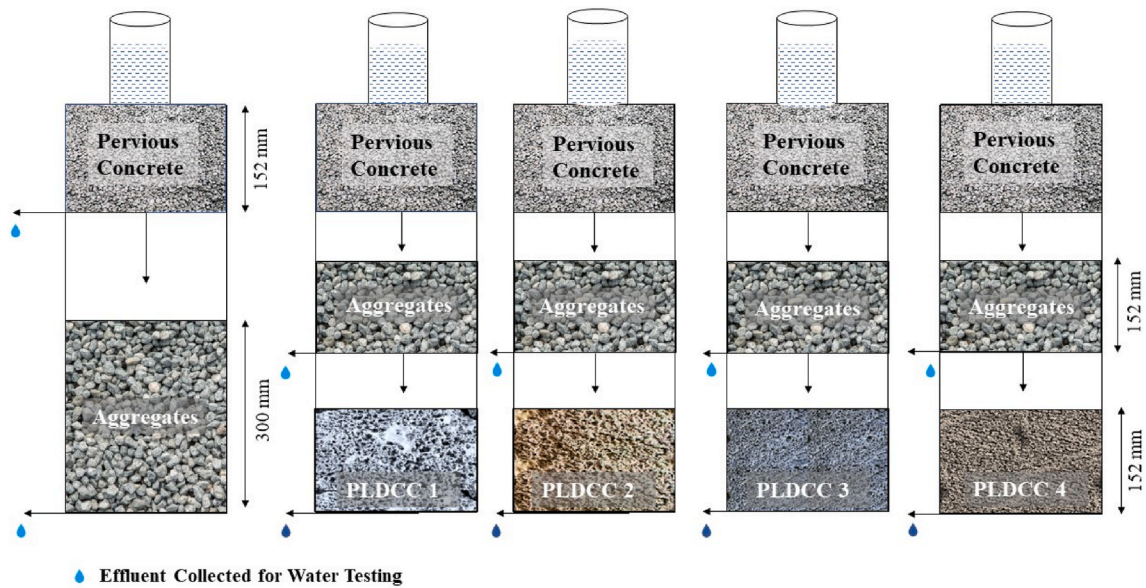 Pervious
Concrete
152 mm
Pervious
Concrete
Pervious
Concrete
Pervious
Concrete
Pervious
Concrete
Aggregates
300 mm
Aggregates
Aggregates
Aggregates
Aggregates
152 mm
PLDCC 1
PLDCC 2
PLDCC 3
PLDCC 4
152 mm
Effluent Collected for Water Testing